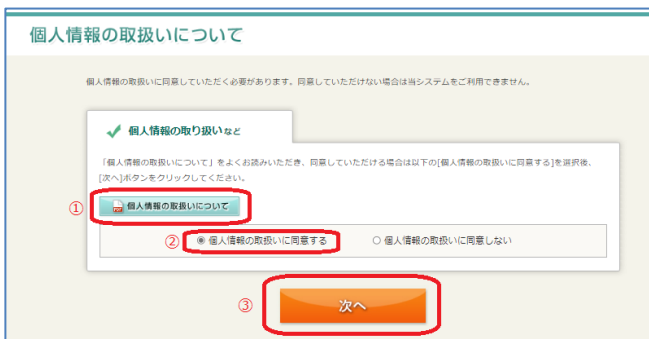 個人情報の取扱いについて
個人情報の取扱いに同意していただく必要があります。同意していただけない場合は当システムをご利用できません。
個人情報の取り扱いなど
「個人情報の取扱いについて」をよくお読みいただき、同意していただける場合は以下の[個人情報の取扱いに同意する]を選択後、
[次へ]ボタンをクリックしてください。
① 個人情報の取扱いについて
② 個人情報の取扱いに同意する 個人情報の取扱いに同意しない
③ 次へ